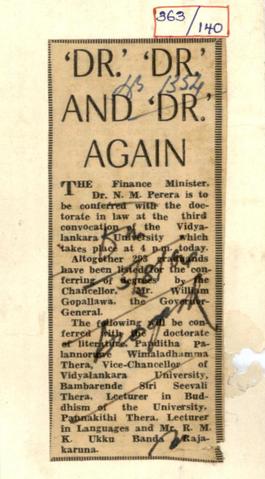 363/140
'DR.' 'DR.'
AND 'DR.'
AGAIN
THE Finance Minister,
Dr. N. M. Perera is to
be conferred with the doc-
torate in law at the third
convocation of the Vidya-
lankara University which
takes place at 4 p.m. today.
Altogether 293 graduands
have been listed for the con-
ferring of degrees by the
Chancellor, Mr. William
Gopallawa, the Governor-
General.
The following will be con-
ferred with the doctorate
of literature. Panditha Pa-
lannoruwe Wimaladhamma
Thera, Vice-Chancellor of
Vidyalankara University,
Bambarende Siri Seevali
Thera, Lecturer in Bud-
dhism of the University,
Pannakithi Thera, Lecturer
in Languages and Mr. R. M.
K. Ukku Banda Raja-
karuna.